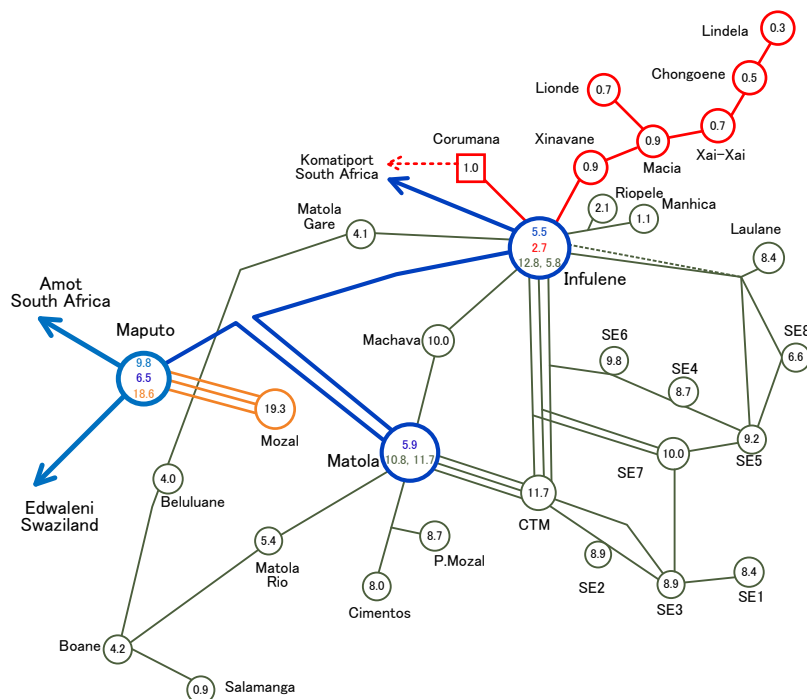 Lindela
0.3
Chongoene
0.5
Lionde
0.7
Xai-Xai
0.7
Macia
0.9
Xinavane
0.9
Corumana
1.0
Komatiport
South Africa
Riopele
2.1
Manhica
1.1
Matola
Gare
4.1
5.5
2.7
12.8, 5.8
Infulene
Laulane
8.4
Amot
South Africa
Maputo
9.8
6.5
18.6
19.3
Mozal
Machava
10.0
SE6
9.8
SE4
8.7
SE8
6.6
SE5
9.2
SE7
10.0
Matola
5.9
10.8, 11.7
11.7
CTM
Edwaleni
Swaziland
4.0
Beluluane
5.4
Matola
Rio
8.7
P.Mozal
8.0
Cimentos
8.9
SE2
8.9
SE3
8.4
SE1
Boane
4.2
0.9
Salamanga